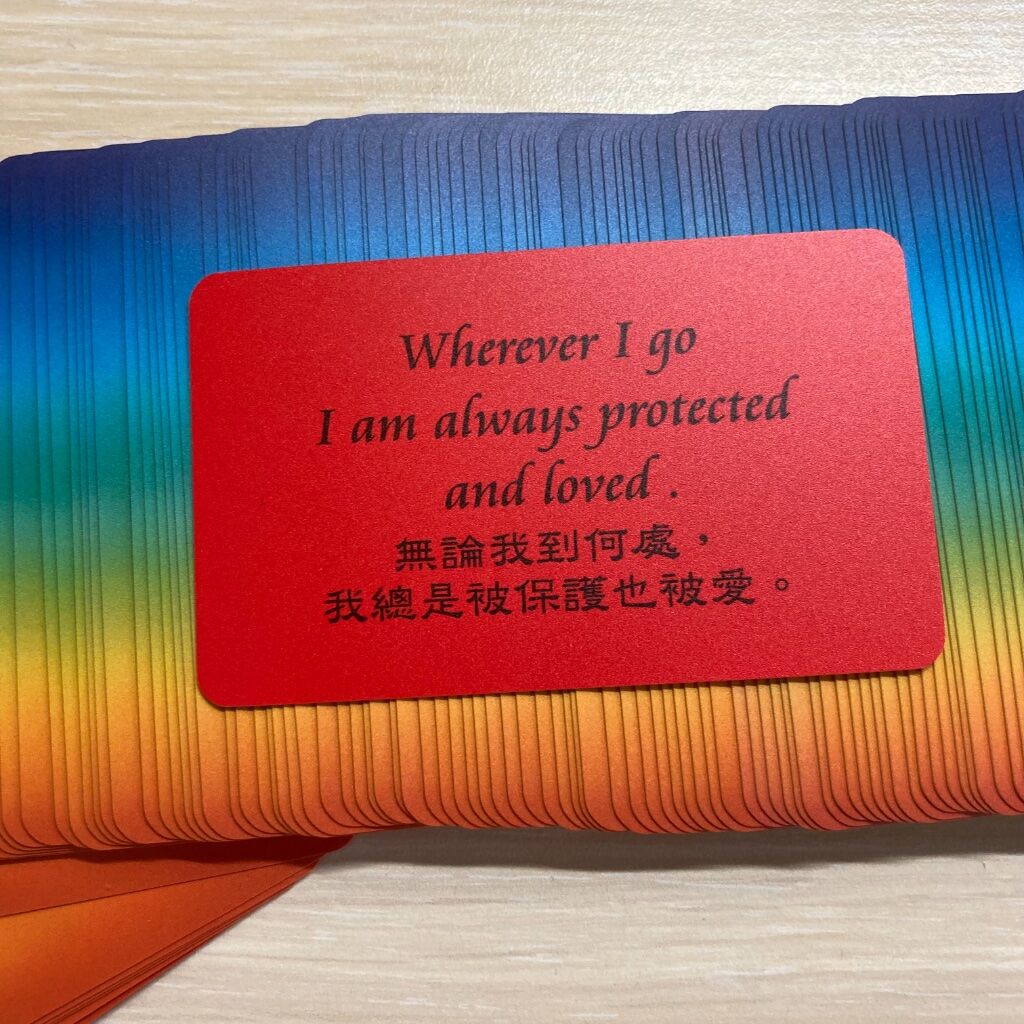 Wherever I go
I am always protected
and loved .
無論我到何處，
我總是被保護也被愛。